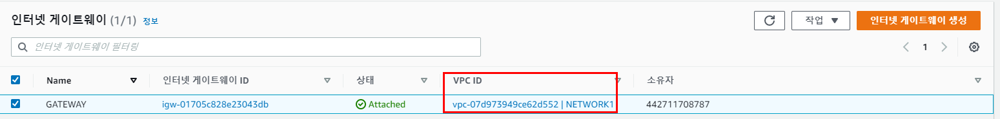 인터넷 게이트웨이 (1/1) 정보
작업 ▼ 인터넷 게이트웨이 생성
인터넷 게이트웨이 필터링
1
Name 인터넷 게이트웨이 ID 상태 VPC ID 소유자
GATEWAY igw-01705c828e23043db Attached vpc-07d973949ce62d552 | NETWORK1 442711708787